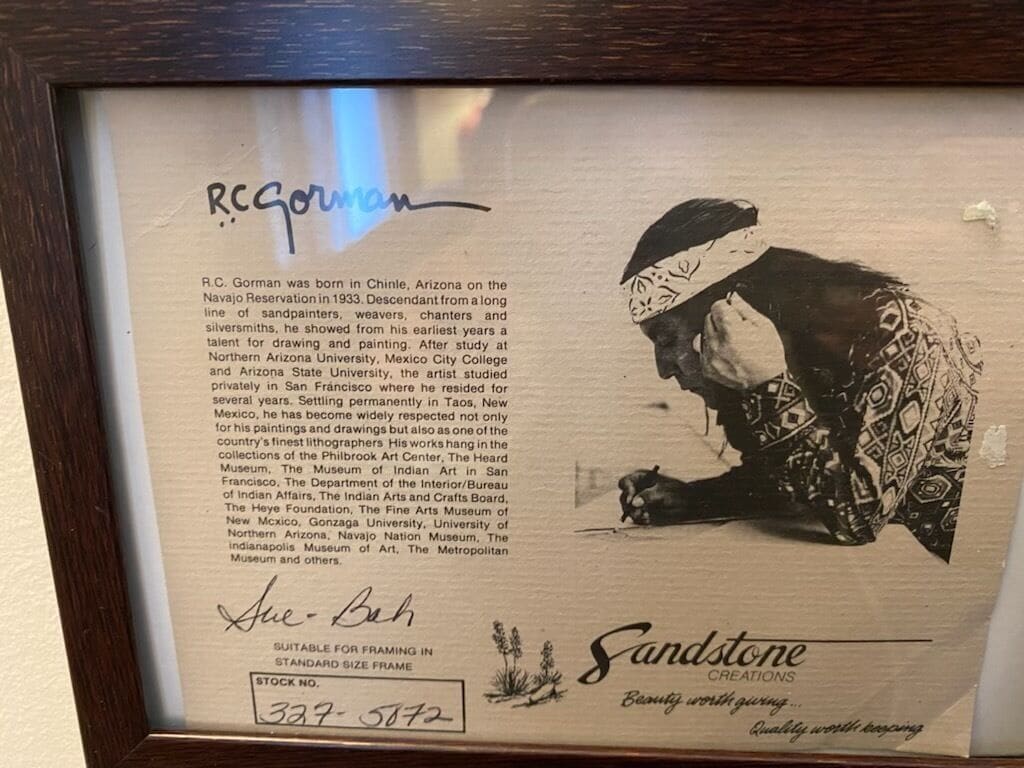 R.C Gorman
R.C. Gorman was born in Chinle, Arizona on the
Navajo Reservation in 1933. Descendant from a long
line of sandpainters, weavers, chanters and
silversmiths, he showed from his earliest years a
talent for drawing and painting. After study at
Northern Arizona University, Mexico City College
and Arizona State University, the artist studied
privately in San Francisco where he resided for
several years. Settling permanently in Taos, New
Mexico, he has become widely respected not only
for his paintings and drawings but also as one of the
country's finest lithographers His works hang in the
collections of the Philbrook Art Center, The Heard
Museum, The Museum of Indian Art in San
Francisco, The Department of the Interior/Bureau
of Indian Affairs, The Indian Arts and Crafts Board,
The Heye Foundation, The Fine Arts Museum of
New Mexico, Gonzaga University, University of
Northern Arizona, Navajo Nation Museum, The
Indianapolis Museum of Art, The Metropolitan
Museum and others.
Sue-Bah
SUITABLE FOR FRAMING IN
STANDARD SIZE FRAME
STOCK NO.
327-5072
Sandstone
CREATIONS
Beauty worth giving...
Quality worth keeping